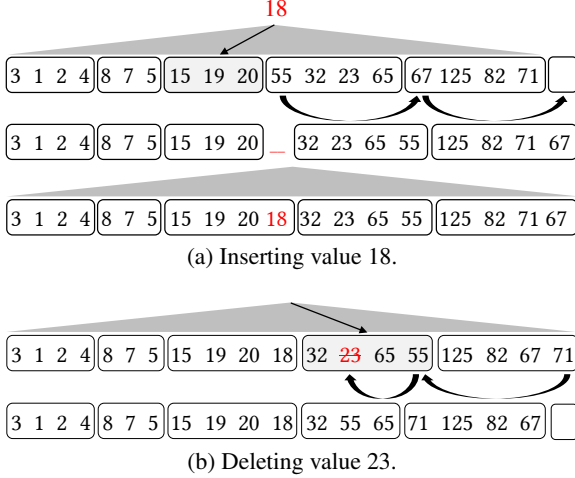 18
3 1 2 4 8 7 5 15 19 20 55 32 23 65 67 125 82 71
3 1 2 4 8 7 5 15 19 20 _ 32 23 65 55 125 82 71 67
3 1 2 4 8 7 5 15 19 20 18 32 23 65 55 125 82 71 67
(a) Inserting value 18.
3 1 2 4 8 7 5 15 19 20 18 32 23 65 55 125 82 67 71
3 1 2 4 8 7 5 15 19 20 18 32 55 65 71 125 82 67
(b) Deleting value 23.